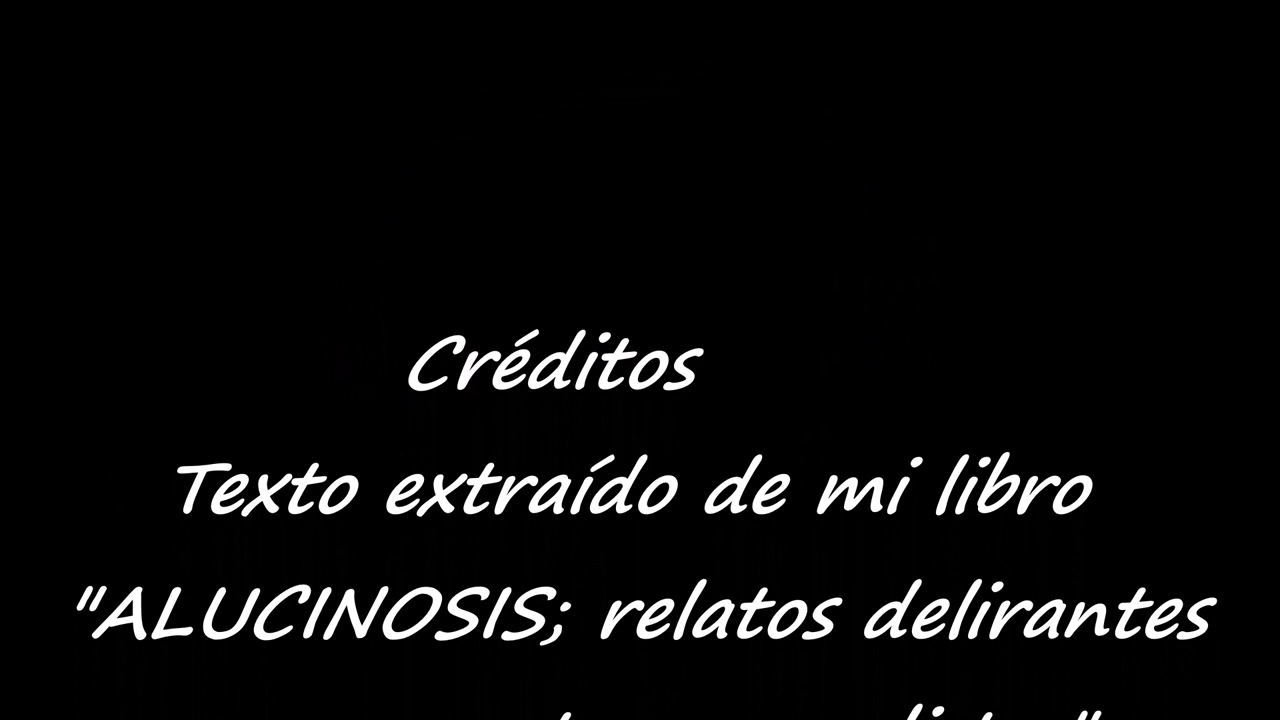 Créditos
Texto extraído de mi libro
"ALUCINOSIS; relatos delirantes